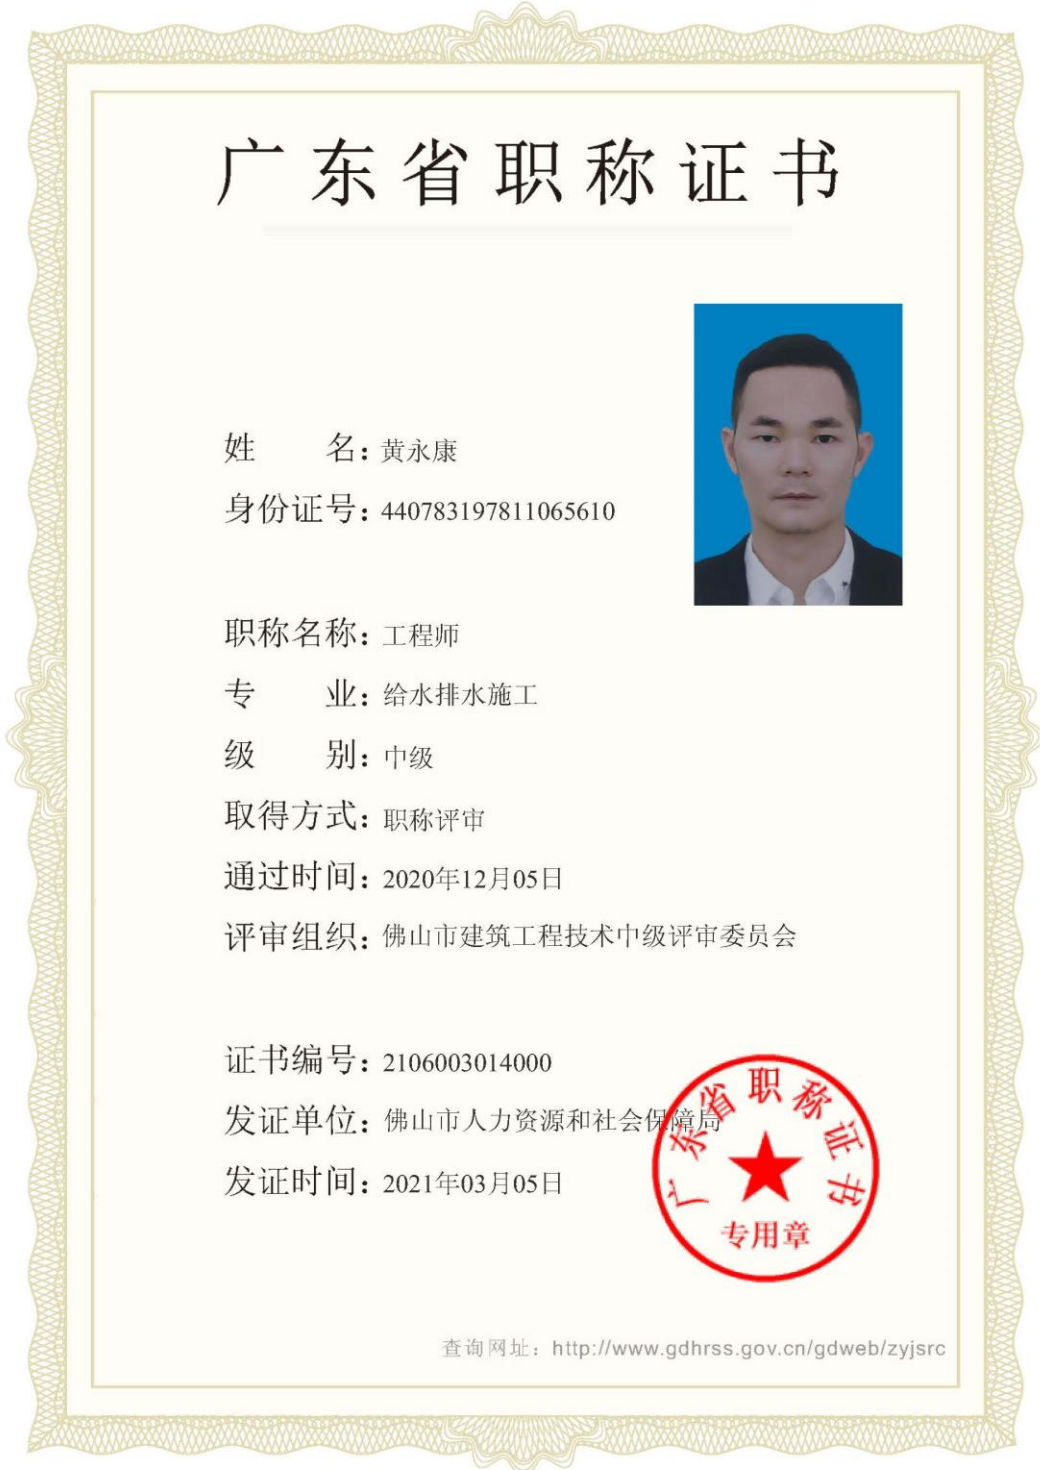 广东省职称证书
姓 名：黄永康
身份证号：440783197811065610
职称名称：工程师
专 业：给水排水施工
级 别：中级
取得方式：职称评审
通过时间：2020年12月05日
评审组织：佛山市建筑工程技术中级评审委员会
证书编号：2106003014000
发证单位：佛山市人力资源和社会保障局
发证时间：2021年03月05日
广东省职称证书
专用章
查询网址：http://www.gdhrss.gov.cn/gdweb/zyjsrc